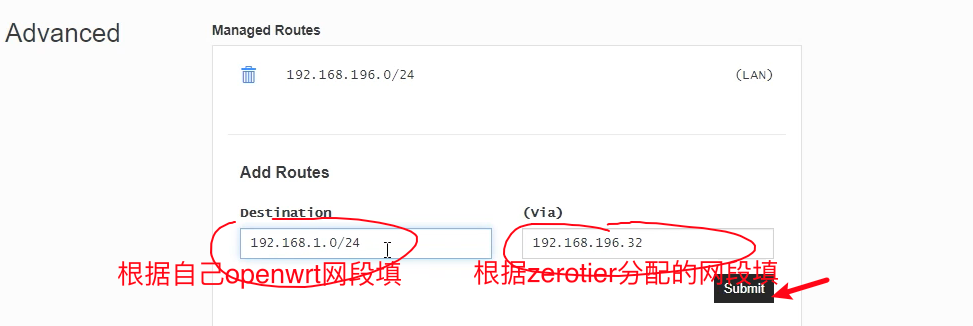 Advanced
Managed Routes
192.168.196.0/24 (LAN)
Add Routes
Destination (Via)
192.168.1.0/24 192.168.196.32
根据自己openwrt网段填 根据zerotier分配的网段填
Submit